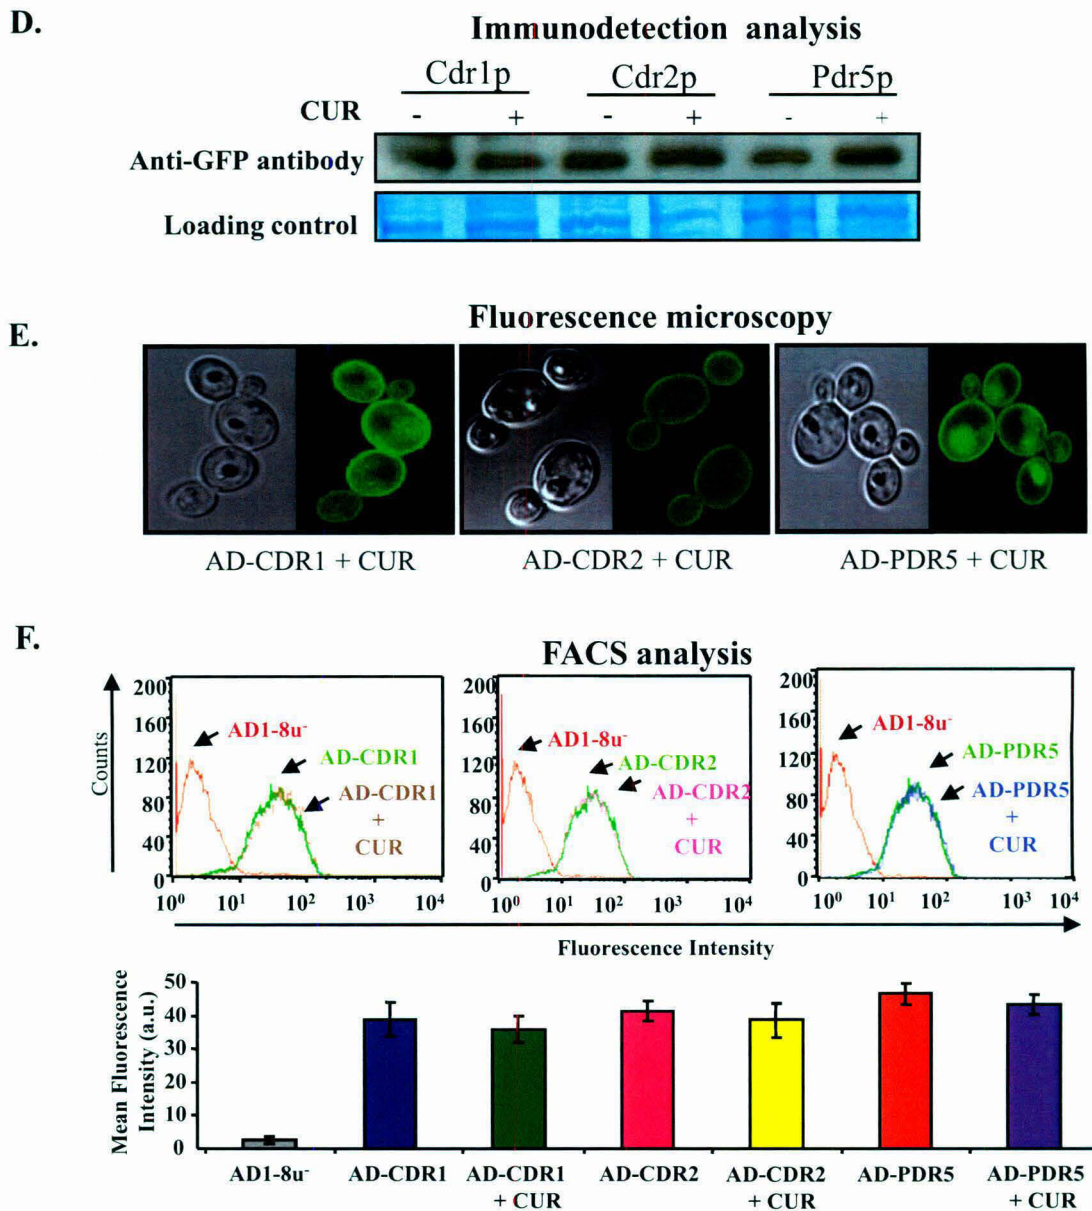 D.
Immunodetection analysis
Cdr1p Cdr2p Pdr5p
CUR - + - + - +
Anti-GFP antibody
Loading control
E.
Fluorescence microscopy
AD-CDR1 + CUR AD-CDR2 + CUR AD-PDR5 + CUR
F.
FACS analysis
Counts
200
160
120
80
40
0
AD1-8u⁻
AD-CDR1
AD-CDR1
+
CUR
10⁰ 10¹ 10² 10³ 10⁴
200
160
120
80
40
0
AD1-8u⁻
AD-CDR2
AD-CDR2
+
CUR
10⁰ 10¹ 10² 10³ 10⁴
200
160
120
80
40
0
AD1-8u⁻
AD-PDR5
AD-PDR5
+
CUR
10⁰ 10¹ 10² 10³ 10⁴
Fluorescence Intensity
Mean Fluorescence
Intensity (a.u.)
50
40
30
20
10
0
AD1-8u⁻ AD-CDR1 AD-CDR1 AD-CDR2 AD-CDR2 AD-PDR5 AD-PDR5
+ CUR + CUR + CUR